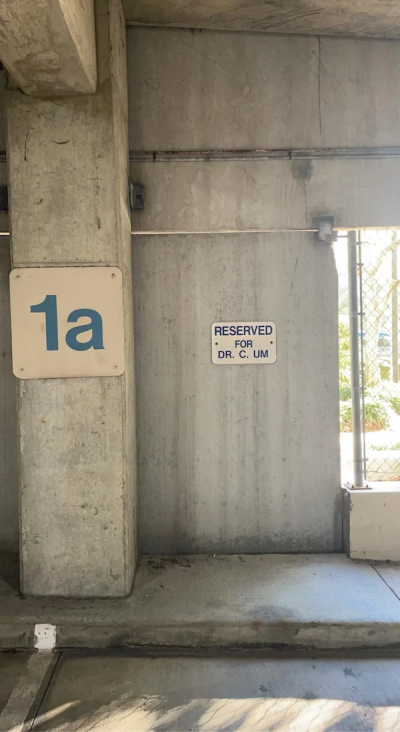 1a
RESERVED
FOR
DR. C. UM